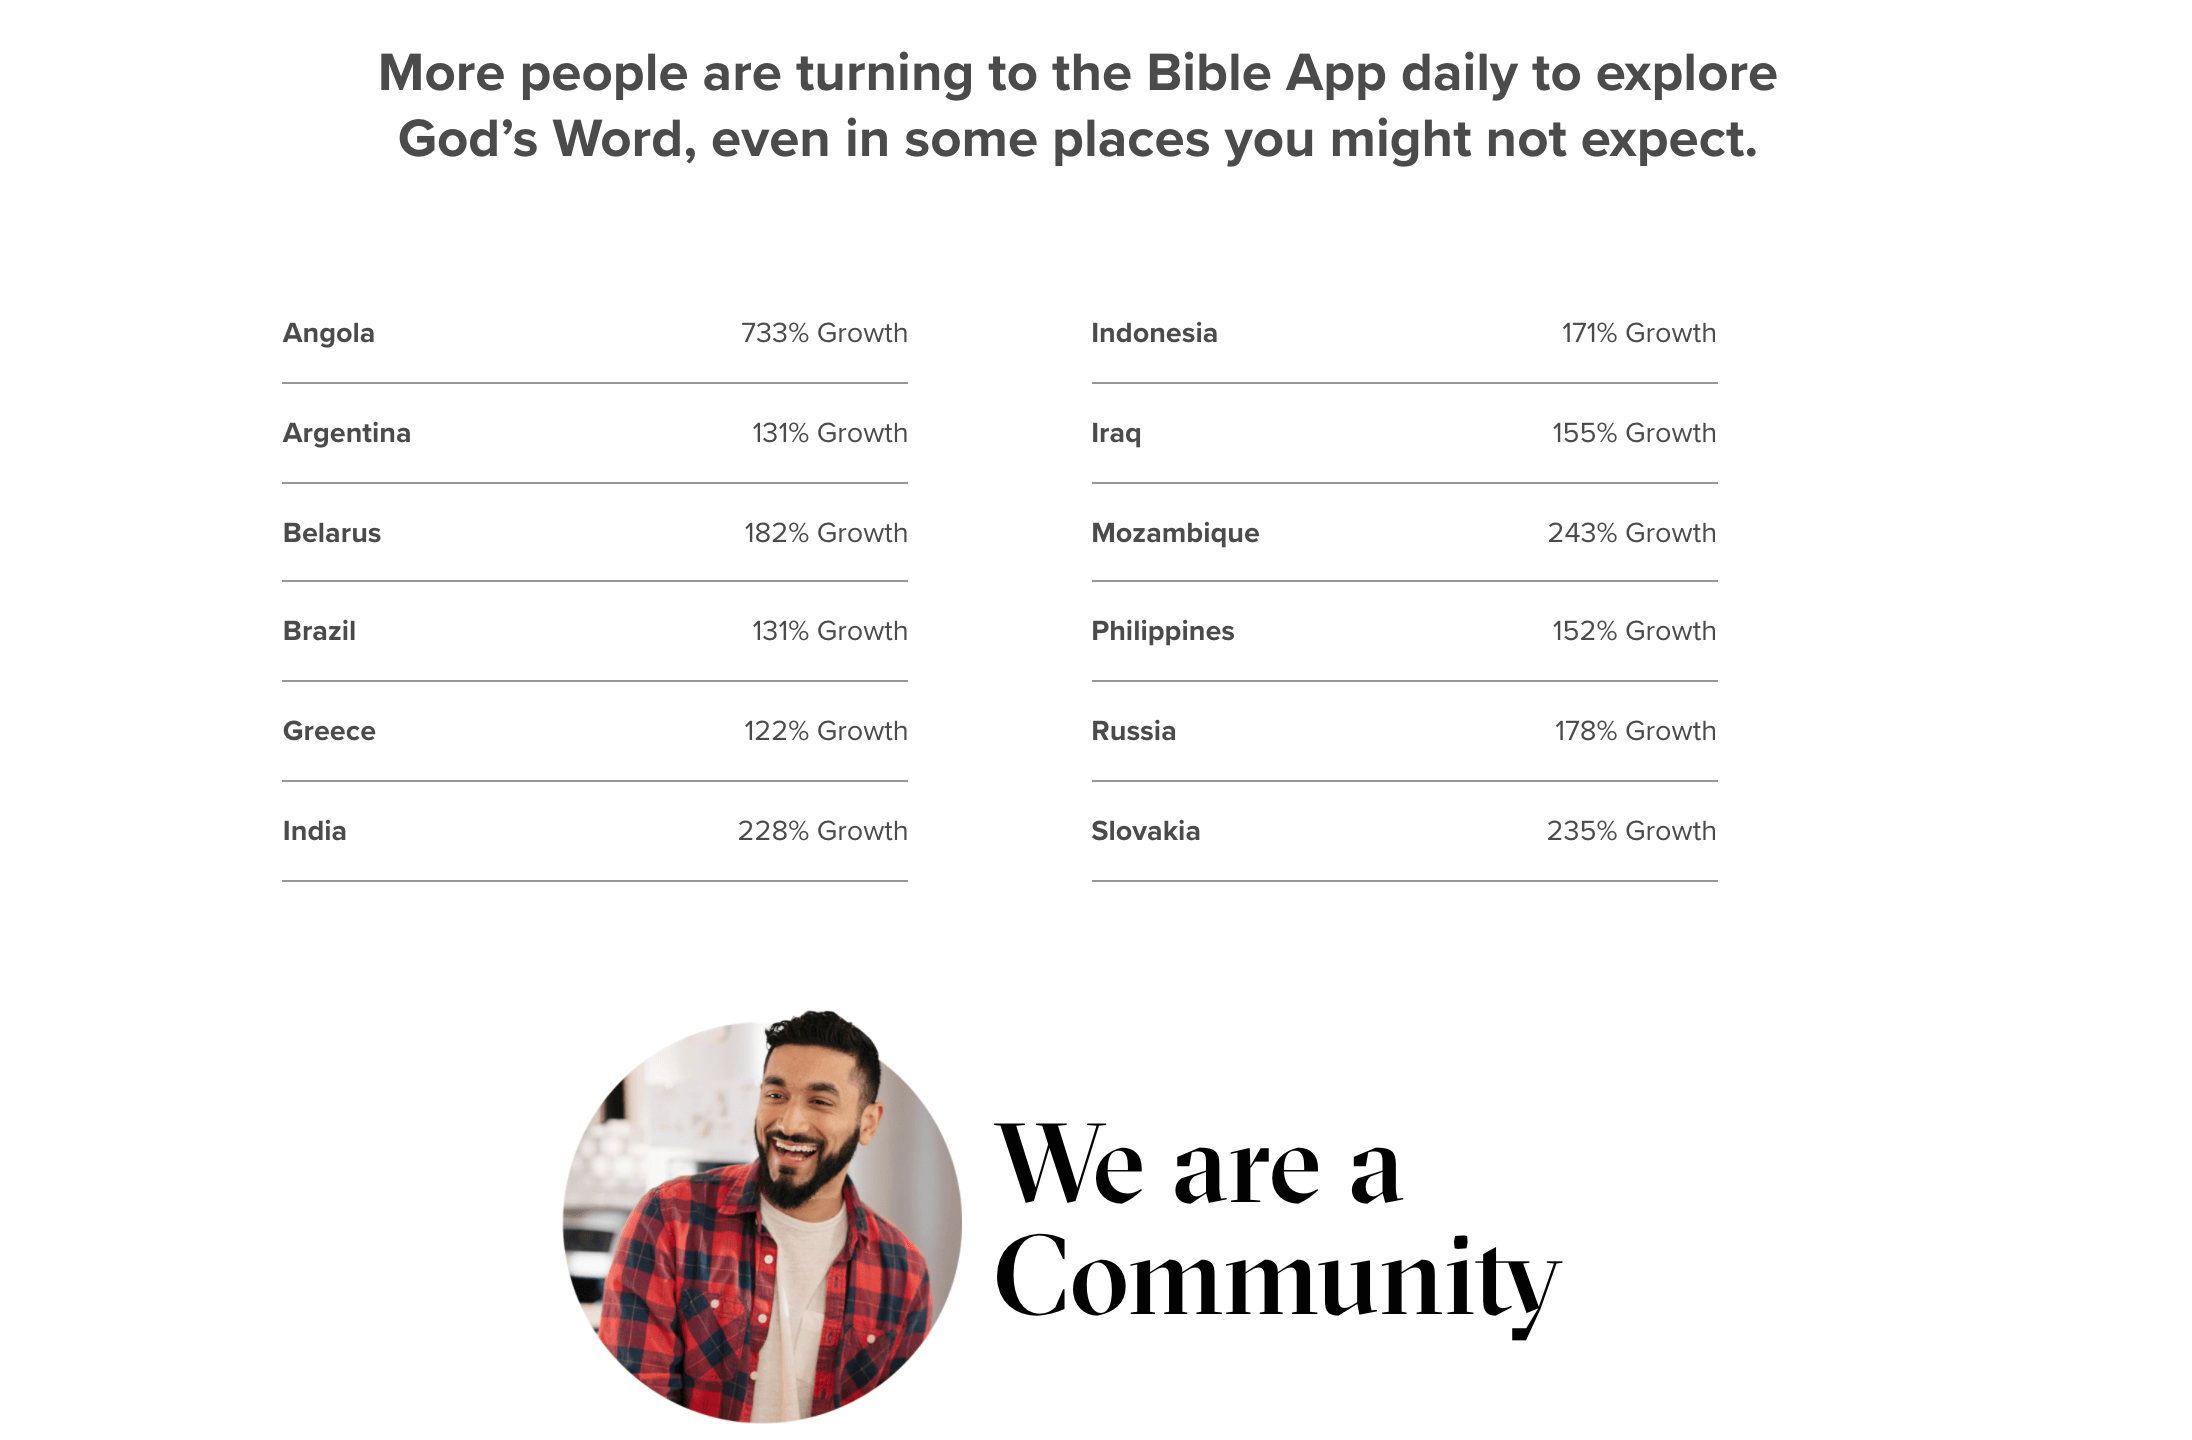 More people are turning to the Bible App daily to explore
God’s Word, even in some places you might not expect.
Angola 733% Growth
Argentina 131% Growth
Belarus 182% Growth
Brazil 131% Growth
Greece 122% Growth
India 228% Growth
Indonesia 171% Growth
Iraq 155% Growth
Mozambique 243% Growth
Philippines 152% Growth
Russia 178% Growth
Slovakia 235% Growth
We are a
Community